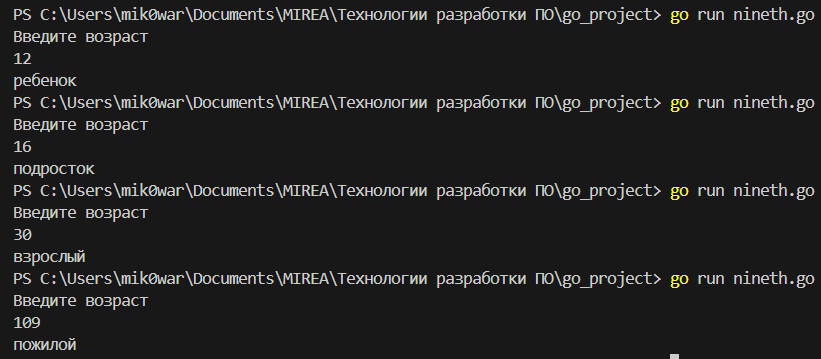 PS C:\Users\mik0war\Documents\MIREA\Технологии разработки ПО\go_project> go run nineth.go
Введите возраст
12
ребенок
PS C:\Users\mik0war\Documents\MIREA\Технологии разработки ПО\go_project> go run nineth.go
Введите возраст
16
подросток
PS C:\Users\mik0war\Documents\MIREA\Технологии разработки ПО\go_project> go run nineth.go
Введите возраст
30
взрослый
PS C:\Users\mik0war\Documents\MIREA\Технологии разработки ПО\go_project> go run nineth.go
Введите возраст
109
пожилой